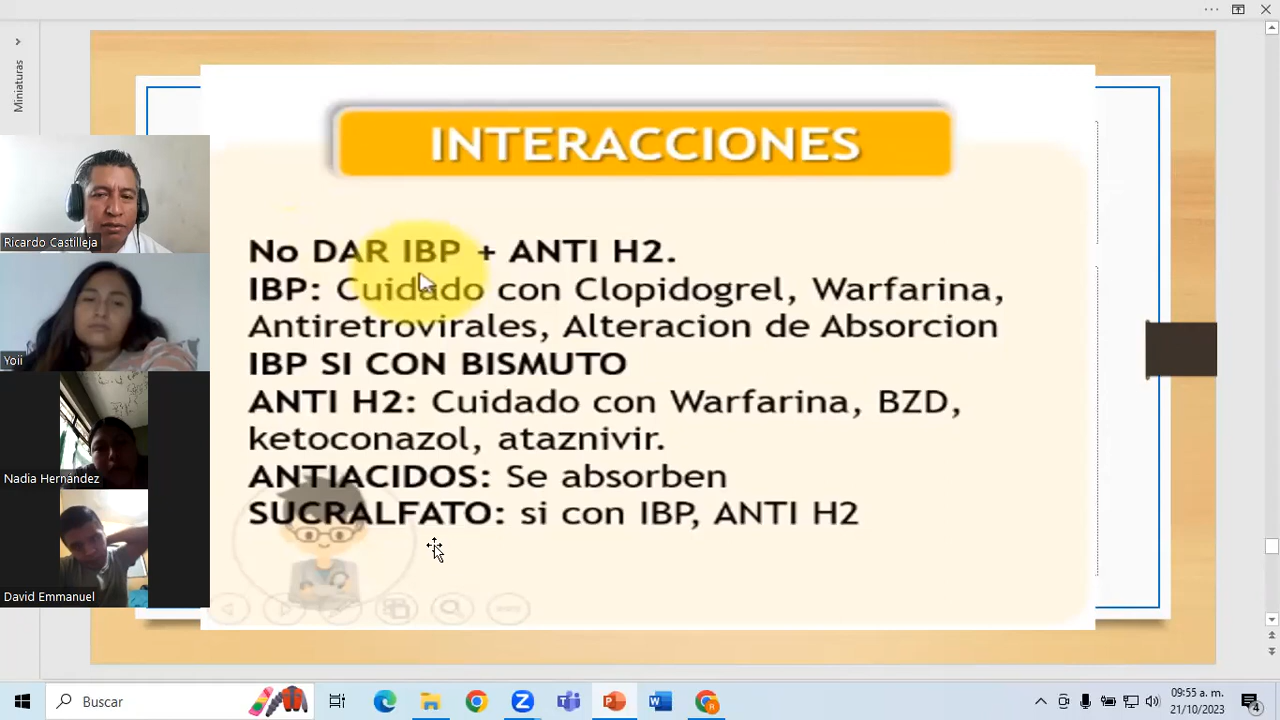 Miniaturas
INTERACCIONES
No DAR IBP + ANTI H2.
IBP: Cuidado con Clopidogrel, Warfarina,
Antiretrovirales, Alteracion de Absorcion
IBP SI CON BISMUTO
ANTI H2: Cuidado con Warfarina, BZD,
ketoconazol, ataznivir.
ANTIACIDOS: Se absorben
SUCRALFATO: si con IBP, ANTI H2
Ricardo Castilleja
Yoii
Nadia Hernández
David Emmanuel
Buscar
09:55 a. m.
21/10/2023
4